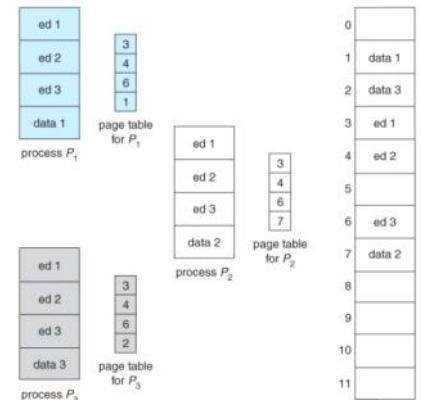 ed 1
ed 2
ed 3
data 1
process P₁
3
4
6
1
page table
for P₁
ed 1
ed 2
ed 3
data 2
process P₂
3
4
6
7
page table
for P₂
ed 1
ed 2
ed 3
data 3
process P₃
3
4
6
2
page table
for P₃
0
1 data 1
2 data 3
3 ed 1
4 ed 2
5
6 ed 3
7 data 2
8
9
10
11